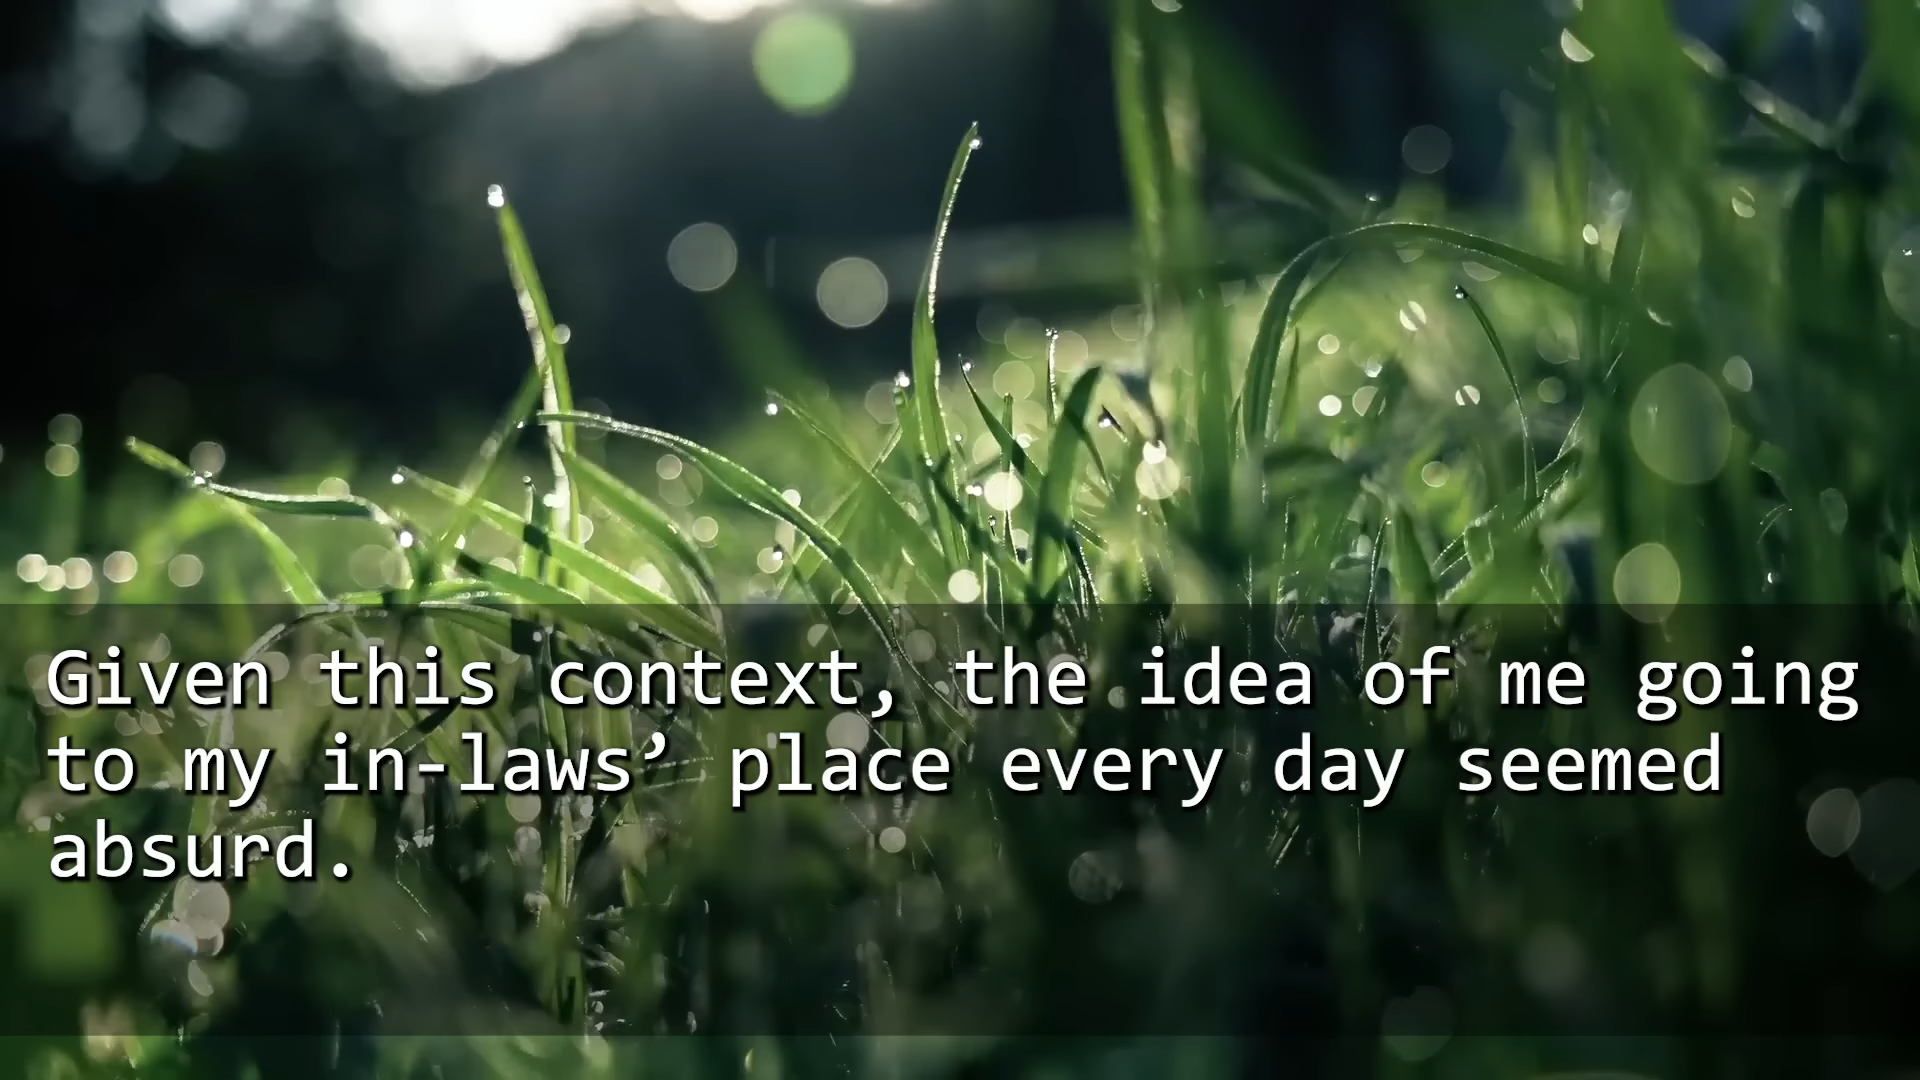 Given this context, the idea of me going
to my in-laws’ place every day seemed
absurd.